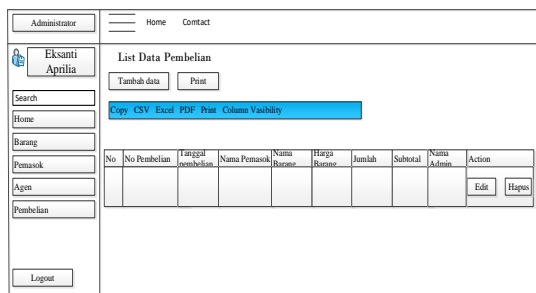 Administrator
Home Comtact
Eksanti
Aprilia
Search
Home
Barang
Pemasok
Agen
Pembelian
Logout
List Data Pembelian
Tambah data Print
Copy CSV Excel PDF Print Column Vasibility
No No Pembelian Tanggal pembelian Nama Pemasok Nama Barang Harga Barang Jumlah Subtotal Nama Admin Action
Edit Hapus